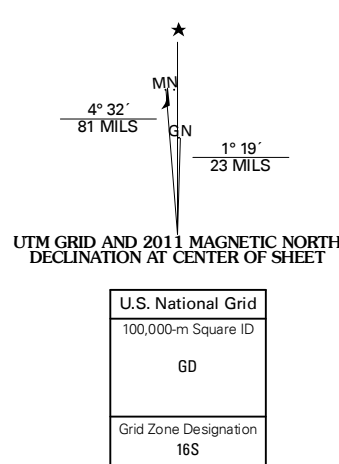 MN
4° 32´
81 MILS
GN
1° 19´
23 MILS
UTM GRID AND 2011 MAGNETIC NORTH
DECLINATION AT CENTER OF SHEET
U.S. National Grid
100,000-m Square ID
GD
Grid Zone Designation
16S